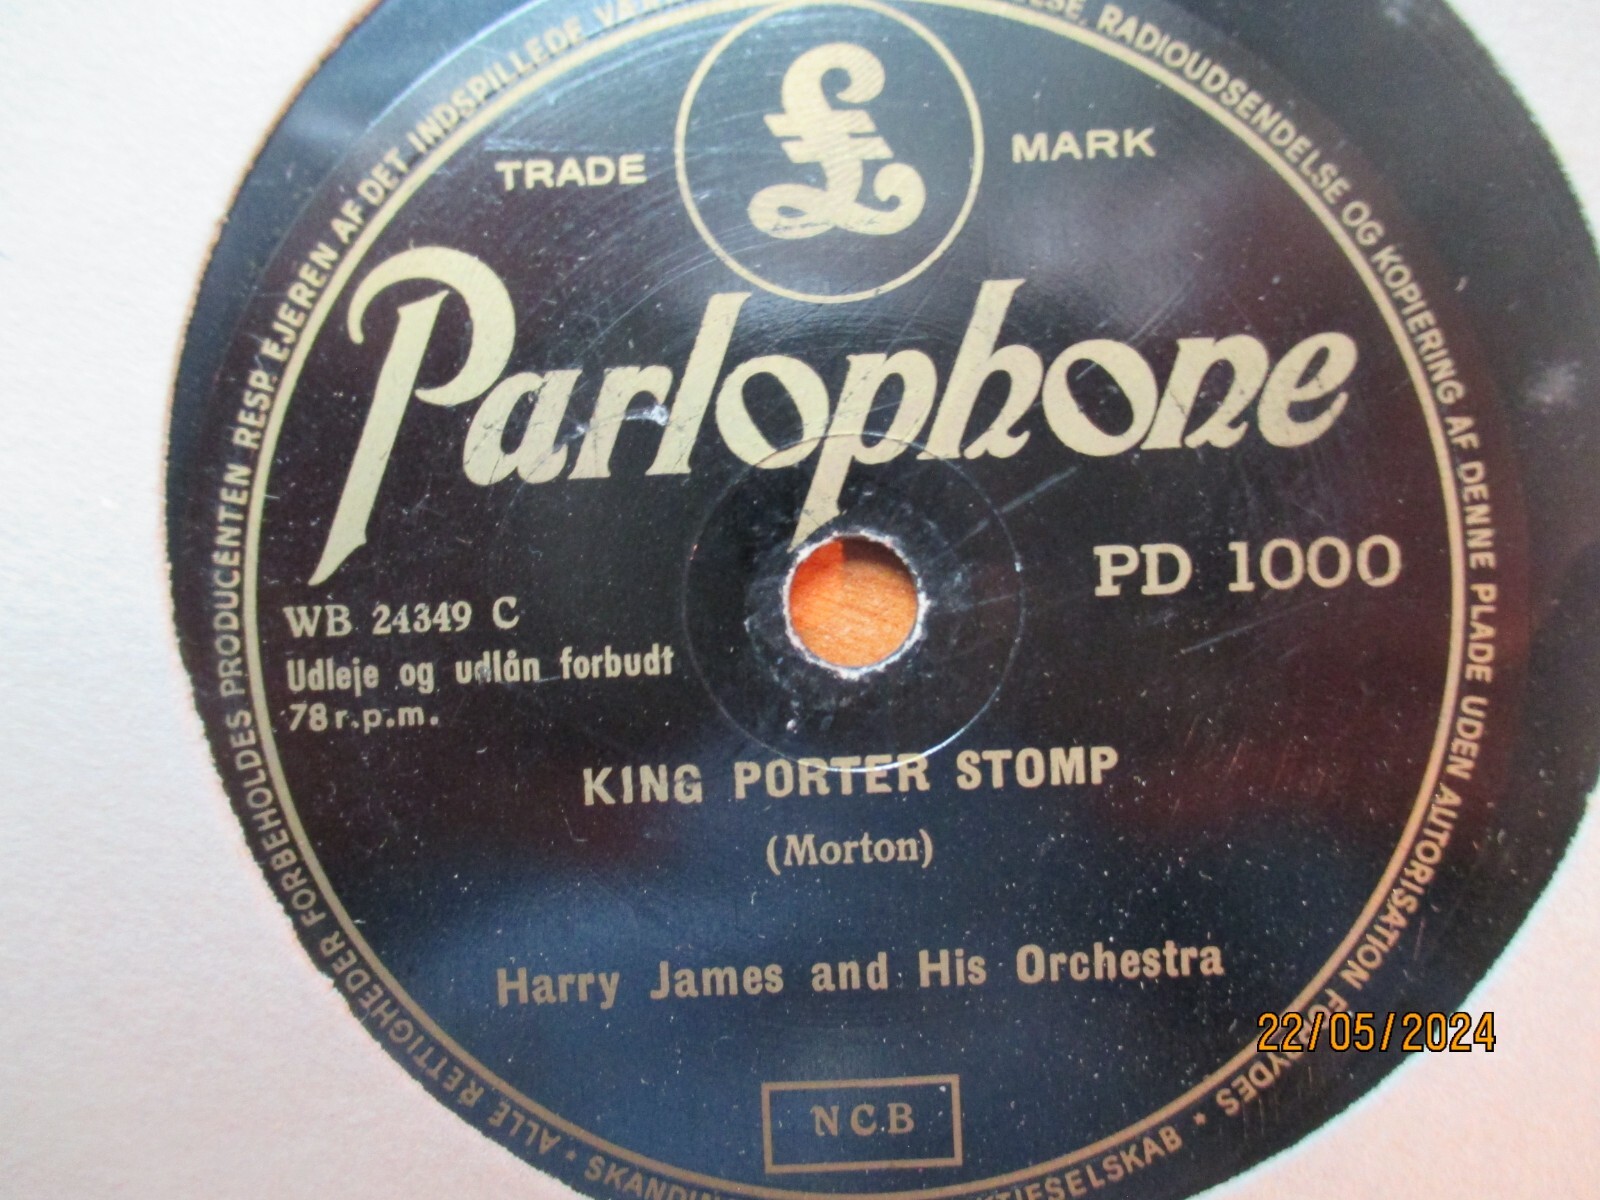 ALLE RETTIGHEDER FORBEHOLDES PRODUCENTEN RESP. EJEREN AF DET INDSPILLEDE
RADIOUDSENDELSE OG KOPIERING AF DENNE PLADE UDEN AUTORISATION
TRADE £ MARK
Parlophone
PD 1000
WB 24349 C
Udleje og udlån forbudt
78 r.p.m.
KING PORTER STOMP
(Morton)
Harry James and His Orchestra
NCB
22/05/2024